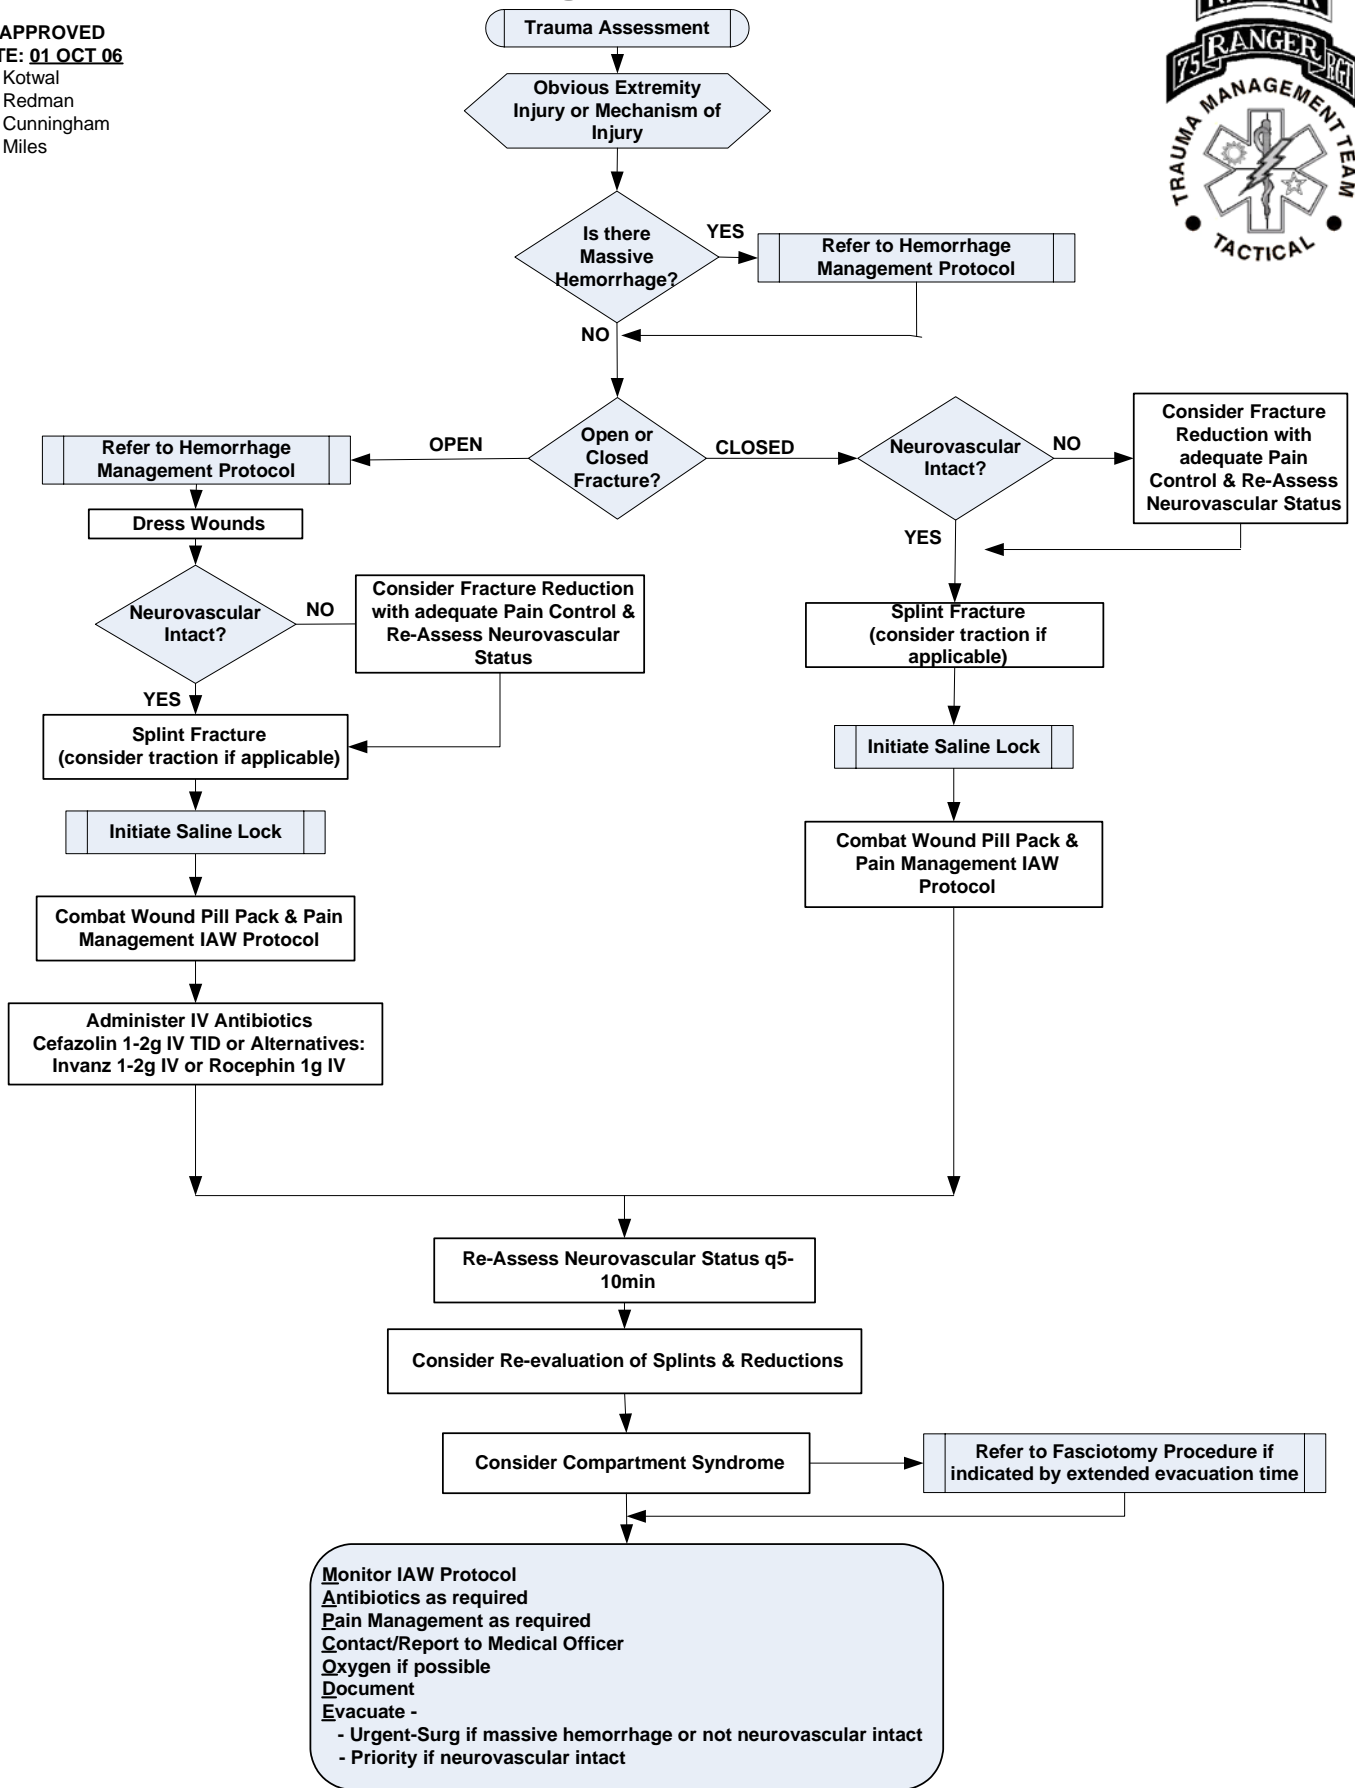 APPROVED
TE: 01 OCT 06
Kotwal
Redman
Cunningham
Miles
Trauma Assessment
RANGER
75 RANGER RGT
TRAUMA MANAGEMENT TEAM
TACTICAL
Obvious Extremity
Injury or Mechanism of
Injury
Is there
Massive
Hemorrhage?
YES
Refer to Hemorrhage
Management Protocol
NO
Open or
Closed
Fracture?
OPEN
CLOSED
Refer to Hemorrhage
Management Protocol
Dress Wounds
Neurovascular
Intact?
NO
Consider Fracture Reduction
with adequate Pain Control &
Re-Assess Neurovascular
Status
YES
Splint Fracture
(consider traction if applicable)
Initiate Saline Lock
Combat Wound Pill Pack & Pain
Management IAW Protocol
Administer IV Antibiotics
Cefazolin 1-2g IV TID or Alternatives:
Invanz 1-2g IV or Rocephin 1g IV
Neurovascular
Intact?
NO
Consider Fracture
Reduction with
adequate Pain
Control & Re-Assess
Neurovascular Status
YES
Splint Fracture
(consider traction if
applicable)
Initiate Saline Lock
Combat Wound Pill Pack &
Pain Management IAW
Protocol
Re-Assess Neurovascular Status q5-
10min
Consider Re-evaluation of Splints & Reductions
Consider Compartment Syndrome
Refer to Fasciotomy Procedure if
indicated by extended evacuation time
Monitor IAW Protocol
Antibiotics as required
Pain Management as required
Contact/Report to Medical Officer
Oxygen if possible
Document
Evacuate -
- Urgent-Surg if massive hemorrhage or not neurovascular intact
- Priority if neurovascular intact